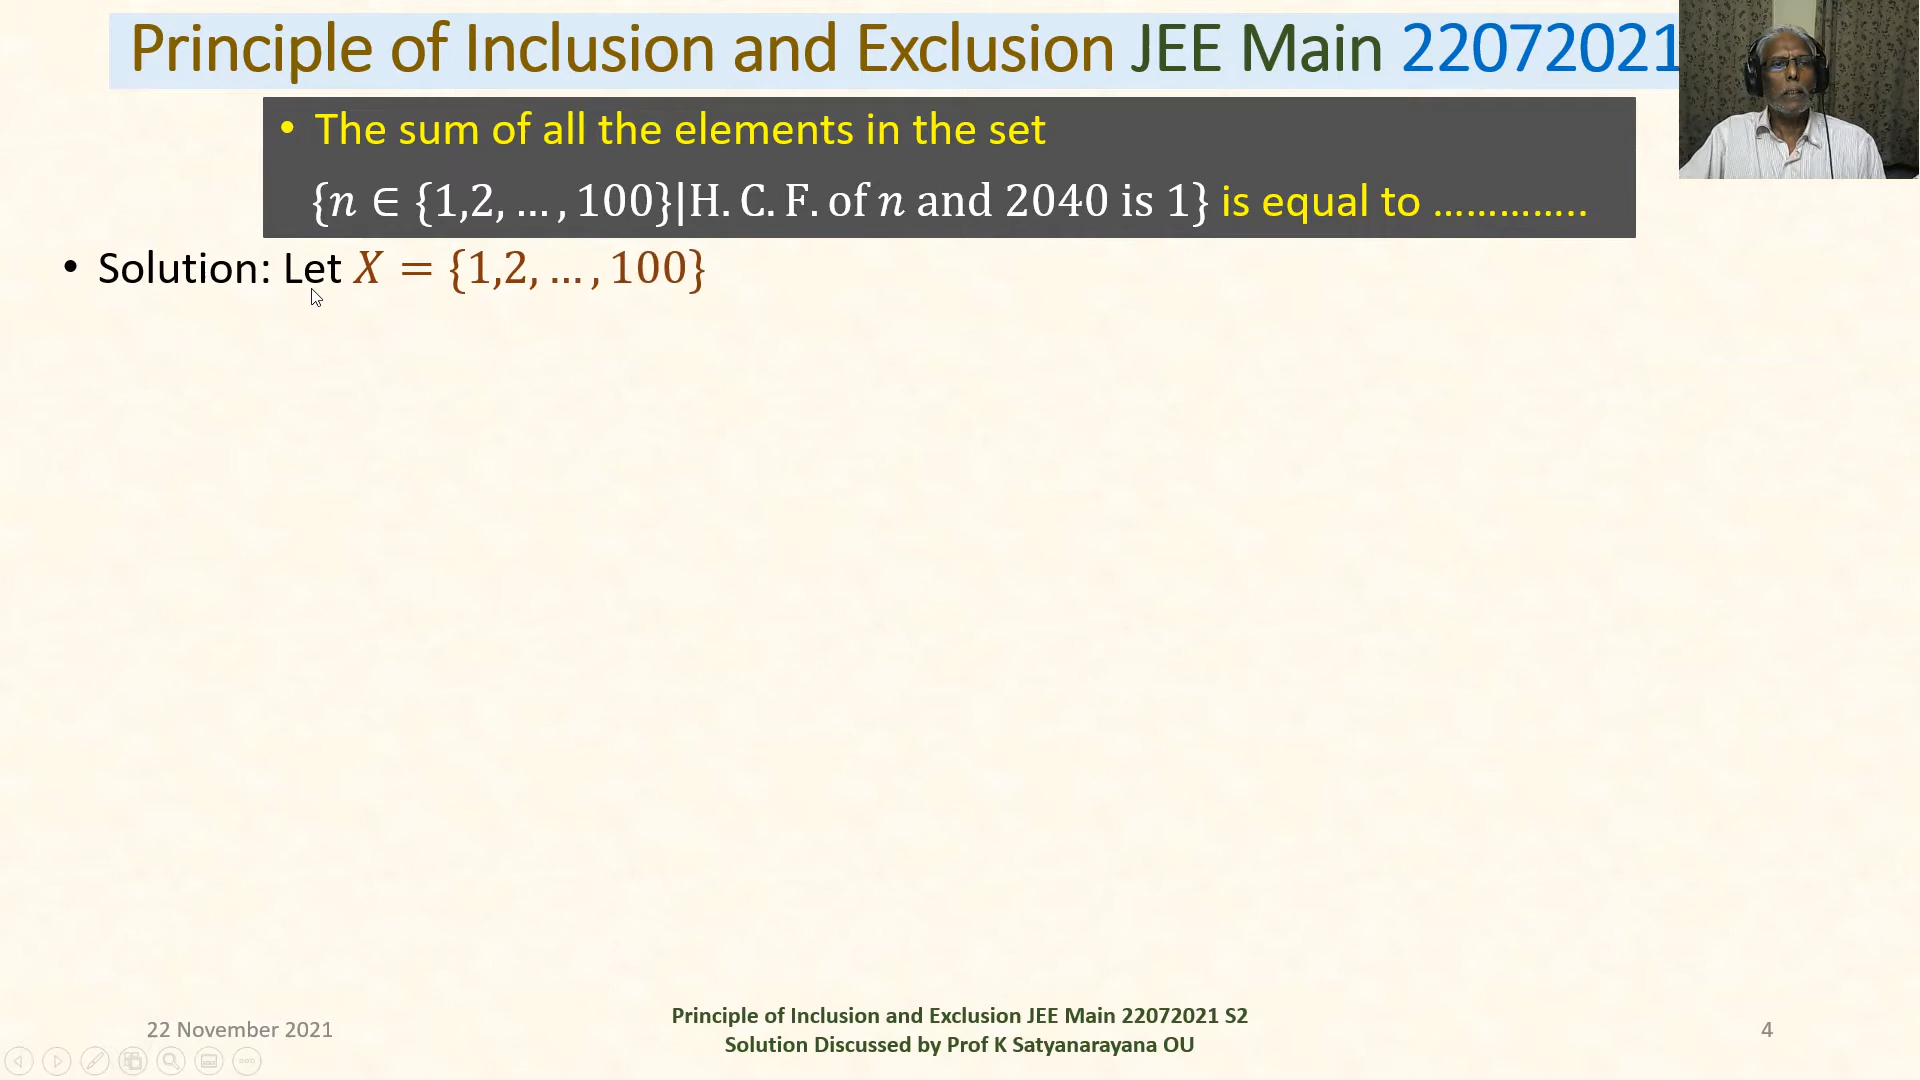 Principle of Inclusion and Exclusion JEE Main 22072021
• The sum of all the elements in the set
{n ∈ {1,2, … , 100}|H. C. F. of n and 2040 is 1} is equal to …………..
• Solution: Let X = {1,2, … , 100}
22 November 2021
Principle of Inclusion and Exclusion JEE Main 22072021 S2
Solution Discussed by Prof K Satyanarayana OU
4